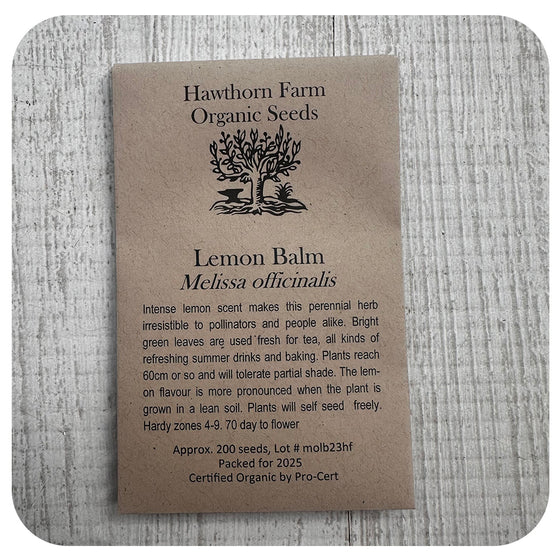 Hawthorn Farm
Organic Seeds
Lemon Balm
Melissa officinalis
Intense lemon scent makes this perennial herb
irresistible to pollinators and people alike. Bright
green leaves are used fresh for tea, all kinds of
refreshing summer drinks and baking. Plants reach
60cm or so and will tolerate partial shade. The lem-
on flavour is more pronounced when the plant is
grown in a lean soil. Plants will self seed freely.
Hardy zones 4-9. 70 day to flower
Approx. 200 seeds, Lot # molb23hf
Packed for 2025
Certified Organic by Pro-Cert